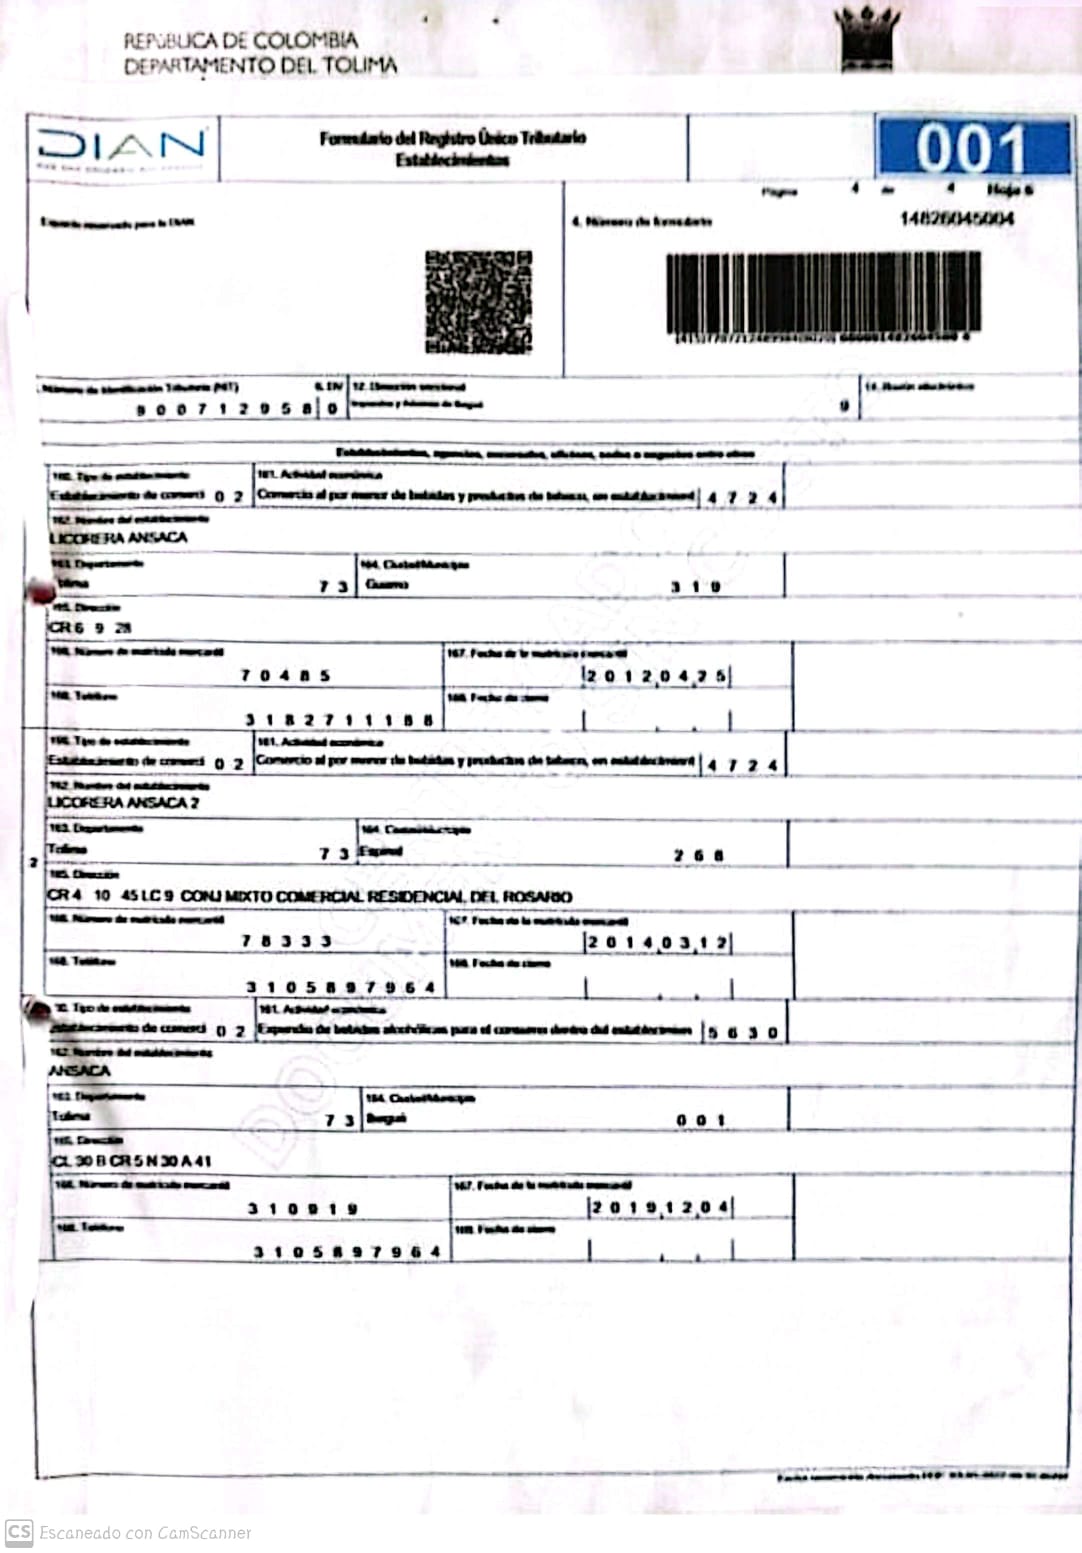 REPÚBLICA DE COLOMBIA
DEPARTAMENTO DEL TOLIMA
DIAN
Formulario del Registro Único Tributario
Establecimientos
001
Página 4 de 4 Hoja 6
Espacio reservado para la DIAN
4. Número de formulario
14826045004
Número de Identificación Tributaria (NIT)
6. DV
12. Dirección seccional
14. Buzón electrónico
9 0 0 7 1 2 9 5 8 0
Impuestos y Aduanas de Ibagué
9
Establecimientos, agencias, sucursales, oficinas, sedes o negocios entre otros
160. Tipo de establecimiento
161. Actividad económica
Establecimiento de comerci 0 2
Comercio al por menor de bebidas y productos de tabaco, en establecimient 4 7 2 4
162. Nombre del establecimiento
LICORERA ANSACA
163. Departamento
164. Ciudad/Municipio
Tolima 7 3
Guamo 3 1 9
165. Dirección
CR 6 9 28
166. Número de matrícula mercantil
167. Fecha de la matrícula mercantil
7 0 4 8 5
2 0 1 2 0 4 2 5
168. Teléfono
169. Fecha de cierre
3 1 8 2 7 1 1 1 8 8
160. Tipo de establecimiento
161. Actividad económica
Establecimiento de comerci 0 2
Comercio al por menor de bebidas y productos de tabaco, en establecimient 4 7 2 4
162. Nombre del establecimiento
LICORERA ANSACA 2
163. Departamento
164. Ciudad/Municipio
2
Tolima 7 3
Espinal 2 6 8
165. Dirección
CR 4 10 45 LC 9 CONJ MIXTO COMERCIAL RESIDENCIAL DEL ROSARIO
166. Número de matrícula mercantil
167. Fecha de la matrícula mercantil
7 8 3 3 3
2 0 1 4 0 3 1 2
168. Teléfono
169. Fecha de cierre
3 1 0 5 8 9 7 9 6 4
160. Tipo de establecimiento
161. Actividad económica
Establecimiento de comerci 0 2
Expendio de bebidas alcohólicas para el consumo dentro del establecimien 5 6 3 0
162. Nombre del establecimiento
ANSACA
163. Departamento
164. Ciudad/Municipio
Tolima 7 3
Ibagué 0 0 1
165. Dirección
CL 30 B CR 5 N 30 A 41
166. Número de matrícula mercantil
167. Fecha de la matrícula mercantil
3 1 0 9 1 9
2 0 1 9 1 2 0 4
168. Teléfono
169. Fecha de cierre
3 1 0 5 8 9 7 9 6 4
CS Escaneado con CamScanner